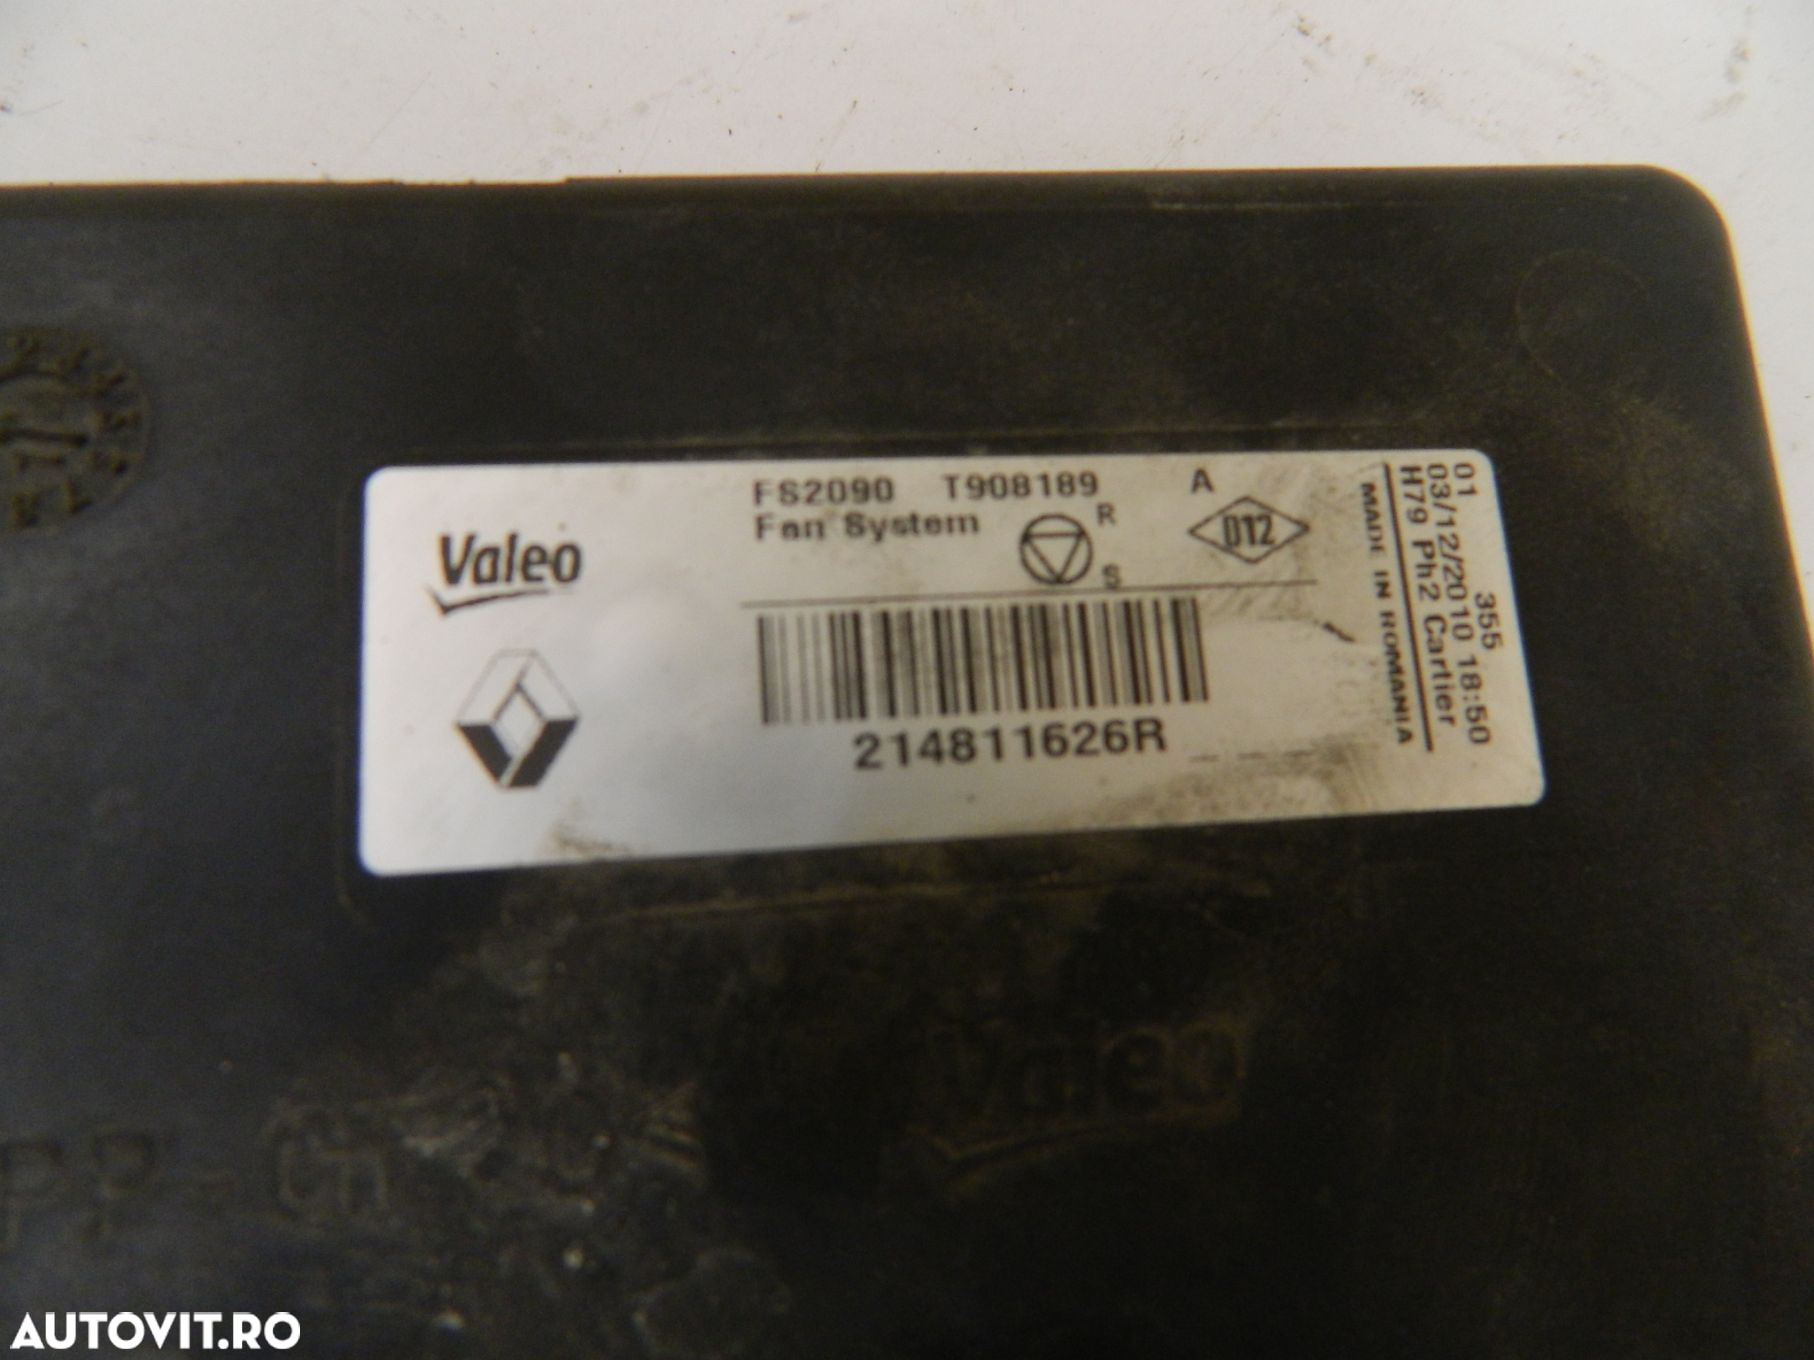 FS2090 T908189 A
Fan System R
S
D12
Valeo
214811626R
01 355
03/12/2010 18:50
H79 Ph2 Cartier
MADE IN ROMANIA
Valeo
AUTOVIT.RO